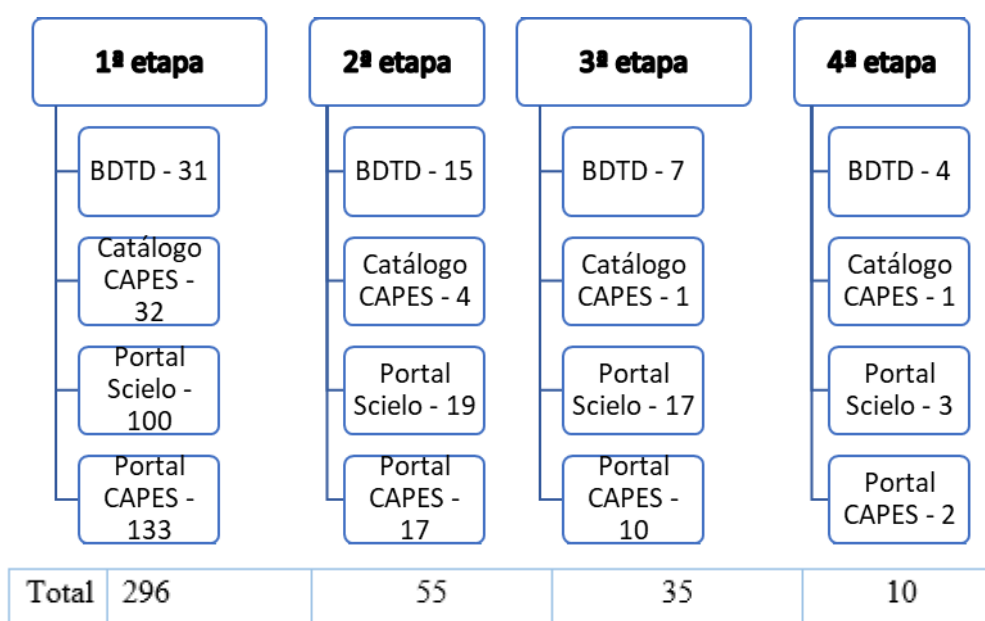 1ª etapa
BDTD - 31
Catálogo
CAPES -
32
Portal
Scielo -
100
Portal
CAPES -
133
2ª etapa
BDTD - 15
Catálogo
CAPES - 4
Portal
Scielo - 19
Portal
CAPES -
17
3ª etapa
BDTD - 7
Catálogo
CAPES - 1
Portal
Scielo - 17
Portal
CAPES -
10
4ª etapa
BDTD - 4
Catálogo
CAPES - 1
Portal
Scielo - 3
Portal
CAPES - 2
Total 296 55 35 10